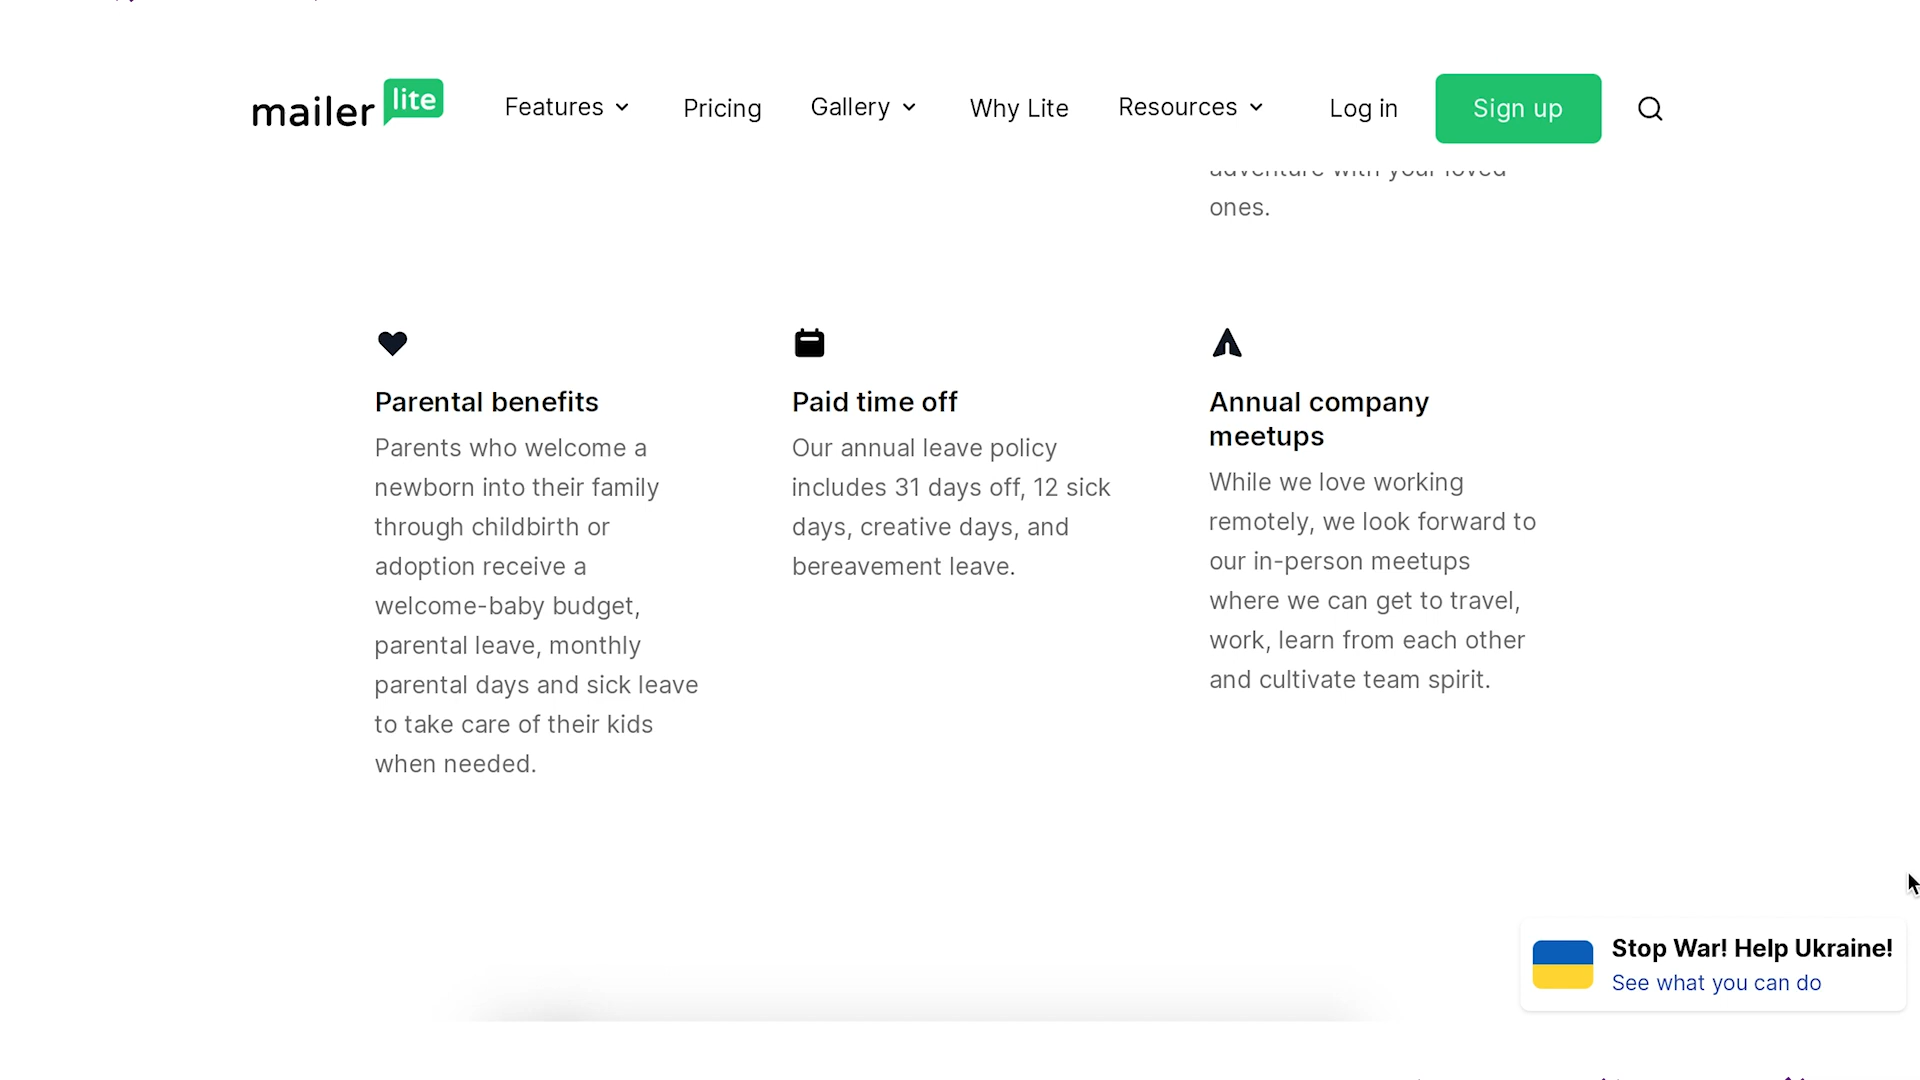 mailer lite
Features
Pricing
Gallery
Why Lite
Resources
Log in
Sign up
adventure with your loved
ones.
Parental benefits
Parents who welcome a
newborn into their family
through childbirth or
adoption receive a
welcome-baby budget,
parental leave, monthly
parental days and sick leave
to take care of their kids
when needed.
Paid time off
Our annual leave policy
includes 31 days off, 12 sick
days, creative days, and
bereavement leave.
Annual company
meetups
While we love working
remotely, we look forward to
our in-person meetups
where we can get to travel,
work, learn from each other
and cultivate team spirit.
Stop War! Help Ukraine!
See what you can do